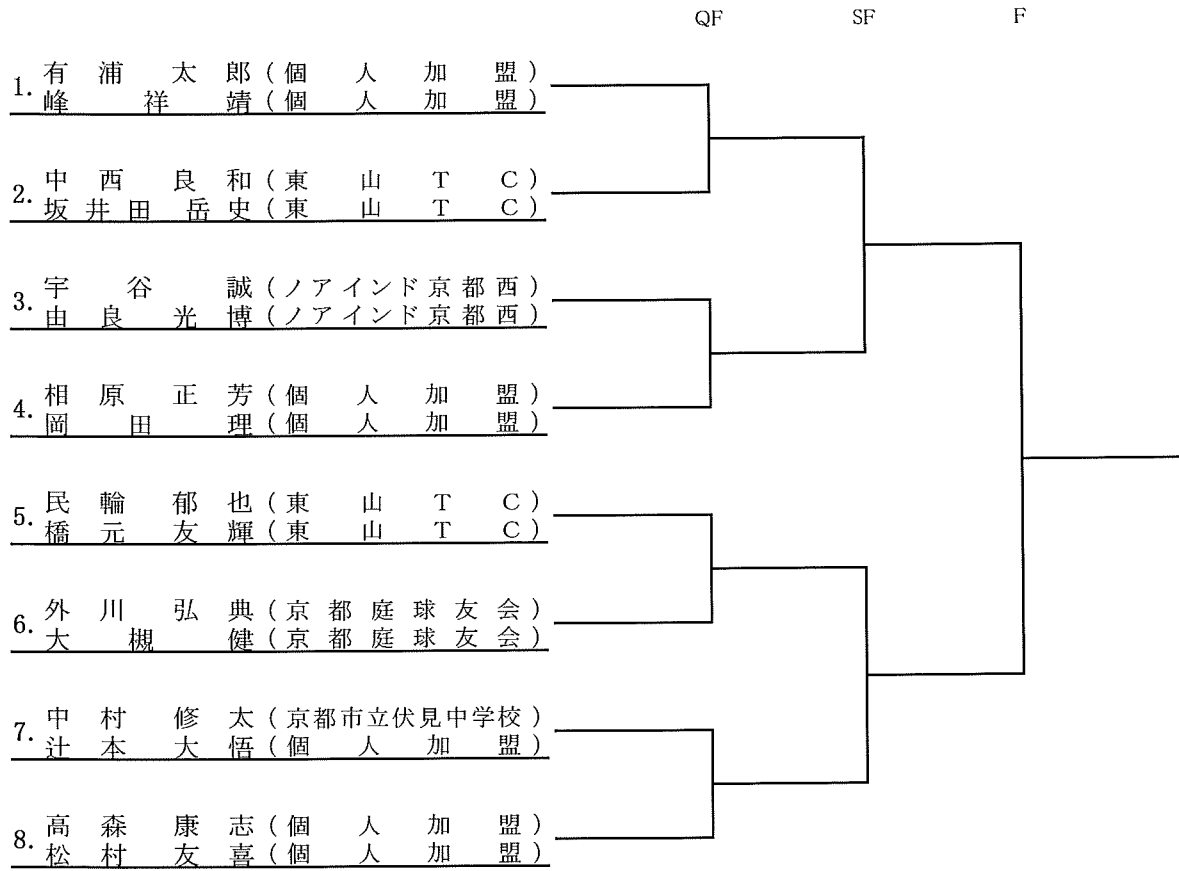 QF SF F
1. 有浦太郎(個人加盟)
峰祥靖(個人加盟)
2. 中西良和(東山TC)
坂井田岳史(東山TC)
3. 宇谷誠(ノアインド京都西)
由良光博(ノアインド京都西)
4. 相原正芳(個人加盟)
岡田理(個人加盟)
5. 民輪郁也(東山TC)
橋元友輝(東山TC)
6. 外川弘典(京都庭球友会)
大槻健(京都庭球友会)
7. 中村修太(京都市立伏見中学校)
辻本大悟(個人加盟)
8. 高森康志(個人加盟)
松村友喜(個人加盟)